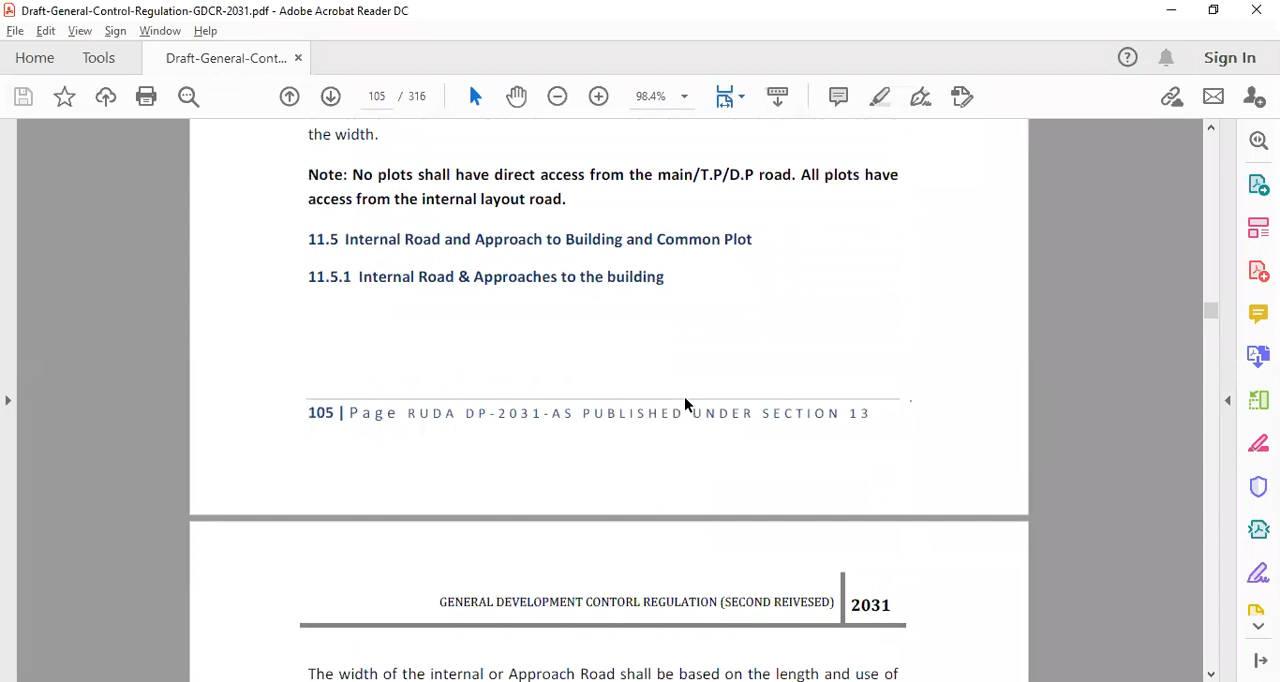 Draft-General-Control-Regulation-GDCR-2031.pdf - Adobe Acrobat Reader DC
File Edit View Sign Window Help
Home Tools Draft-General-Cont... × Sign In
105 / 316 98.4%
the width.
Note: No plots shall have direct access from the main/T.P/D.P road. All plots have
access from the internal layout road.
11.5 Internal Road and Approach to Building and Common Plot
11.5.1 Internal Road & Approaches to the building
105 | Page RUDA DP-2031-AS PUBLISHED UNDER SECTION 13
GENERAL DEVELOPMENT CONTORL REGULATION (SECOND REIVESED) 2031
The width of the internal or Approach Road shall be based on the length and use of